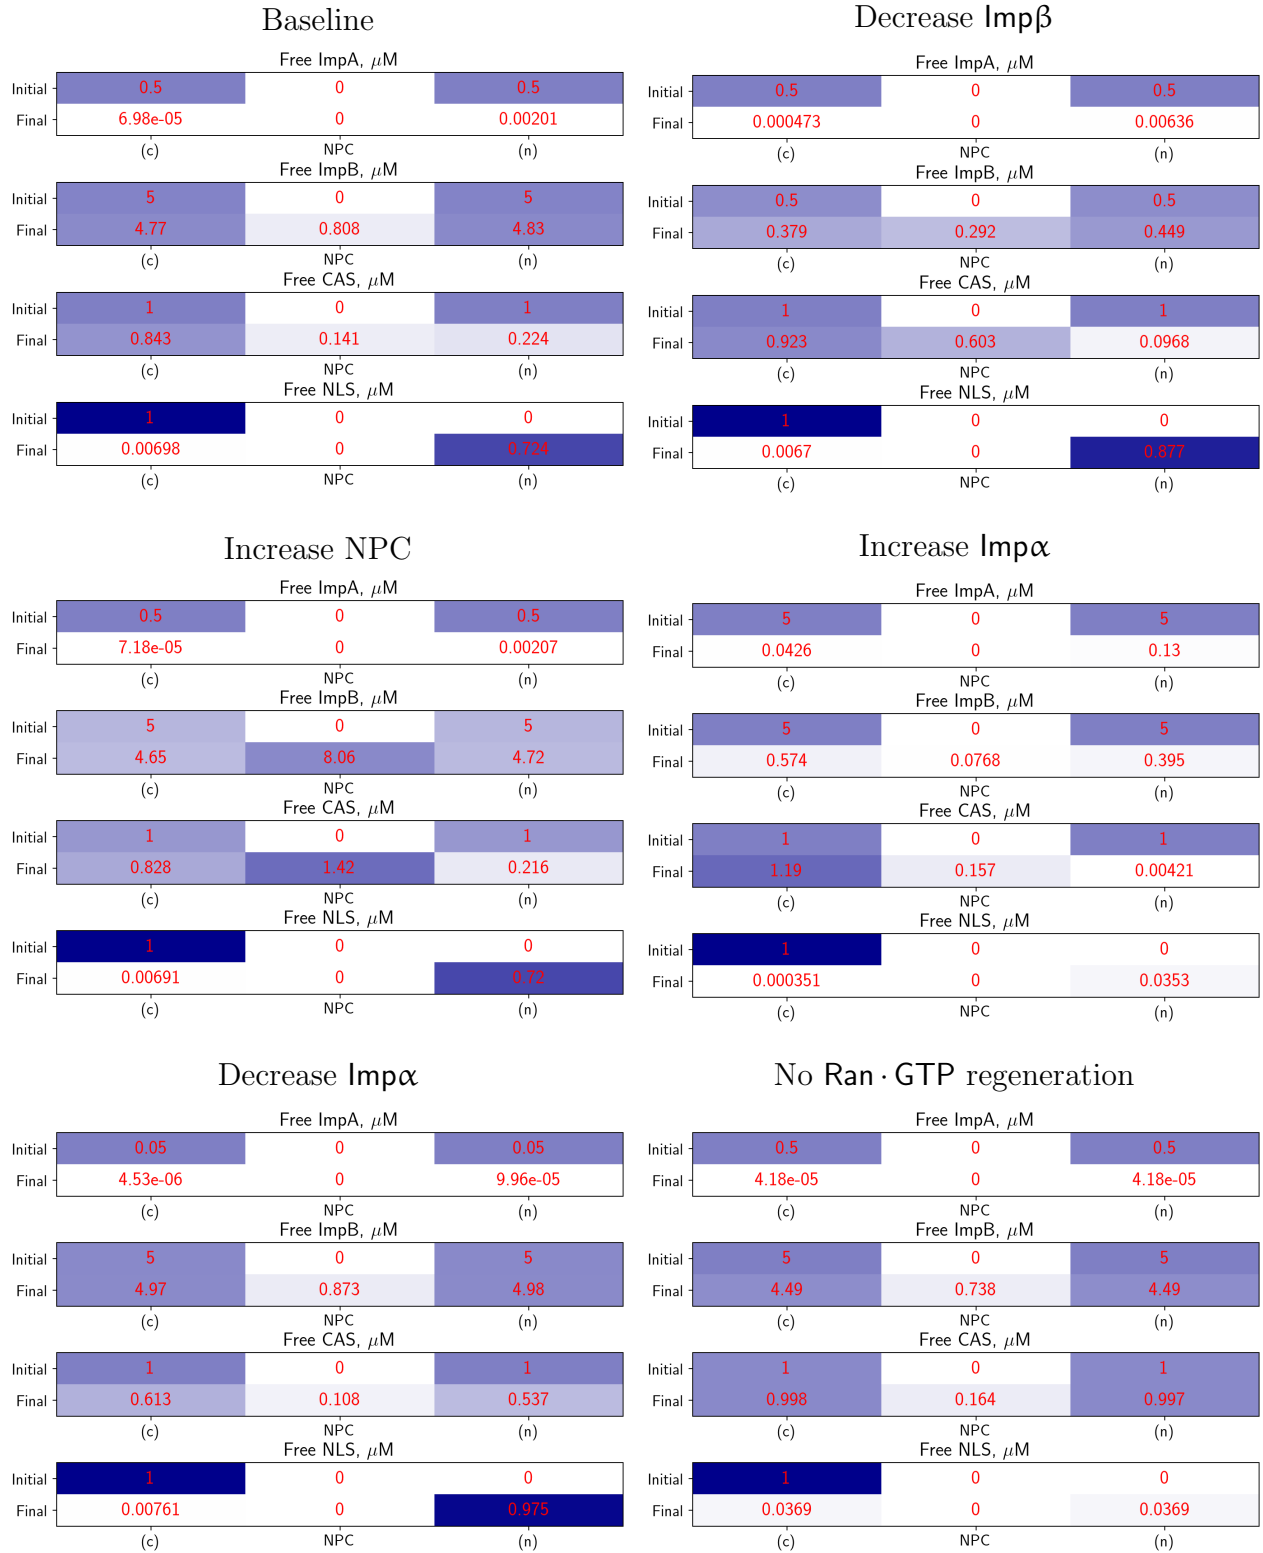 Baseline
Free ImpA, μM
Initial 0.5 0 0.5
Final 6.98e-05 0 0.00201
(c) NPC (n)
Free ImpB, μM
Initial 5 0 5
Final 4.77 0.808 4.83
(c) NPC (n)
Free CAS, μM
Initial 1 0 1
Final 0.843 0.141 0.224
(c) NPC (n)
Free NLS, μM
Initial 1 0 0
Final 0.00698 0 0.724
(c) NPC (n)
Decrease Impβ
Free ImpA, μM
Initial 0.5 0 0.5
Final 0.000473 0 0.00636
(c) NPC (n)
Free ImpB, μM
Initial 0.5 0 0.5
Final 0.379 0.292 0.449
(c) NPC (n)
Free CAS, μM
Initial 1 0 1
Final 0.923 0.603 0.0968
(c) NPC (n)
Free NLS, μM
Initial 1 0 0
Final 0.0067 0 0.877
(c) NPC (n)
Increase NPC
Free ImpA, μM
Initial 0.5 0 0.5
Final 7.18e-05 0 0.00207
(c) NPC (n)
Free ImpB, μM
Initial 5 0 5
Final 4.65 8.06 4.72
(c) NPC (n)
Free CAS, μM
Initial 1 0 1
Final 0.828 1.42 0.216
(c) NPC (n)
Free NLS, μM
Initial 1 0 0
Final 0.00691 0 0.72
(c) NPC (n)
Increase Impα
Free ImpA, μM
Initial 5 0 5
Final 0.0426 0 0.13
(c) NPC (n)
Free ImpB, μM
Initial 5 0 5
Final 0.574 0.0768 0.395
(c) NPC (n)
Free CAS, μM
Initial 1 0 1
Final 1.19 0.157 0.00421
(c) NPC (n)
Free NLS, μM
Initial 1 0 0
Final 0.000351 0 0.0353
(c) NPC (n)
Decrease Impα
Free ImpA, μM
Initial 0.05 0 0.05
Final 4.53e-06 0 9.96e-05
(c) NPC (n)
Free ImpB, μM
Initial 5 0 5
Final 4.97 0.873 4.98
(c) NPC (n)
Free CAS, μM
Initial 1 0 1
Final 0.613 0.108 0.537
(c) NPC (n)
Free NLS, μM
Initial 1 0 0
Final 0.00761 0 0.975
(c) NPC (n)
No Ran · GTP regeneration
Free ImpA, μM
Initial 0.5 0 0.5
Final 4.18e-05 0 4.18e-05
(c) NPC (n)
Free ImpB, μM
Initial 5 0 5
Final 4.49 0.738 4.49
(c) NPC (n)
Free CAS, μM
Initial 1 0 1
Final 0.998 0.164 0.997
(c) NPC (n)
Free NLS, μM
Initial 1 0 0
Final 0.0369 0 0.0369
(c) NPC (n)